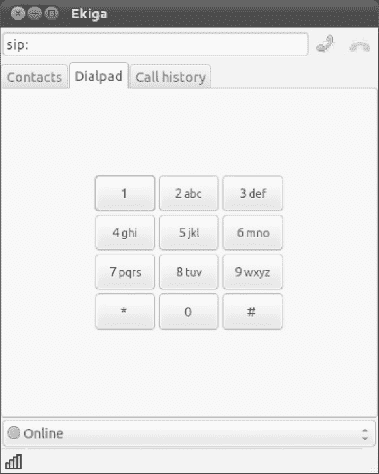 Ekiga
sip:
Contacts Dialpad Call history
1 2 abc 3 def
4 ghi 5 jkl 6 mno
7 pqrs 8 tuv 9 wxyz
* 0 #
Online